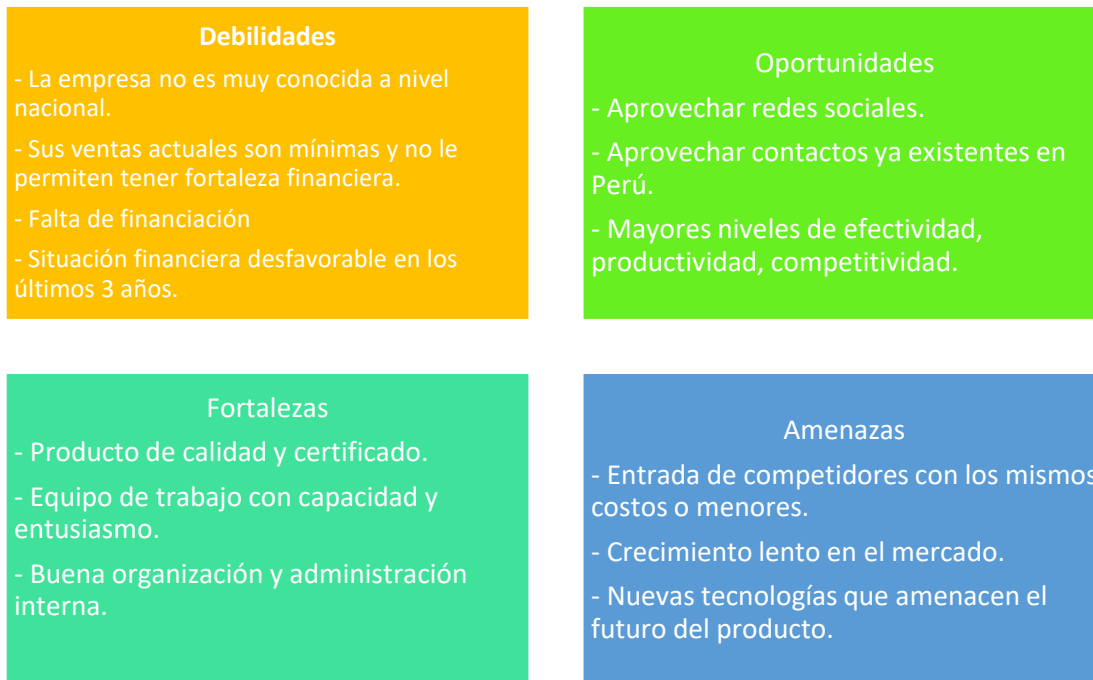 Debilidades
- La empresa no es muy conocida a nivel
nacional.
- Sus ventas actuales son mínimas y no le
permiten tener fortaleza financiera.
- Falta de financiación
- Situación financiera desfavorable en los
últimos 3 años.
Oportunidades
- Aprovechar redes sociales.
- Aprovechar contactos ya existentes en
Perú.
- Mayores niveles de efectividad,
productividad, competitividad.
Fortalezas
- Producto de calidad y certificado.
- Equipo de trabajo con capacidad y
entusiasmo.
- Buena organización y administración
interna.
Amenazas
- Entrada de competidores con los mismos
costos o menores.
- Crecimiento lento en el mercado.
- Nuevas tecnologías que amenacen el
futuro del producto.